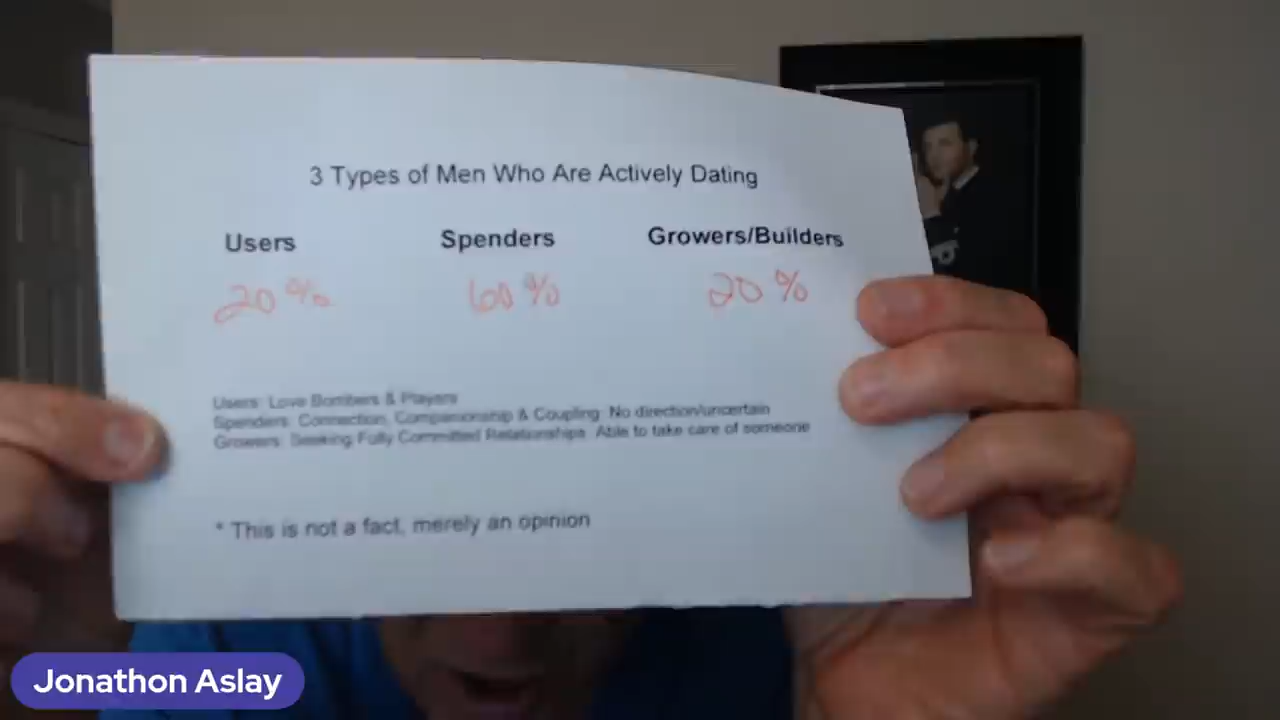 3 Types of Men Who Are Actively Dating
Users Spenders Growers/Builders
20% 60% 20%
Users: Love Bombers & Players
Spenders: Connection, Companionship & Coupling: No direction/uncertain
Growers: Seeking Fully Committed Relationships: Able to take care of someone
* This is not a fact, merely an opinion
Jonathon Aslay